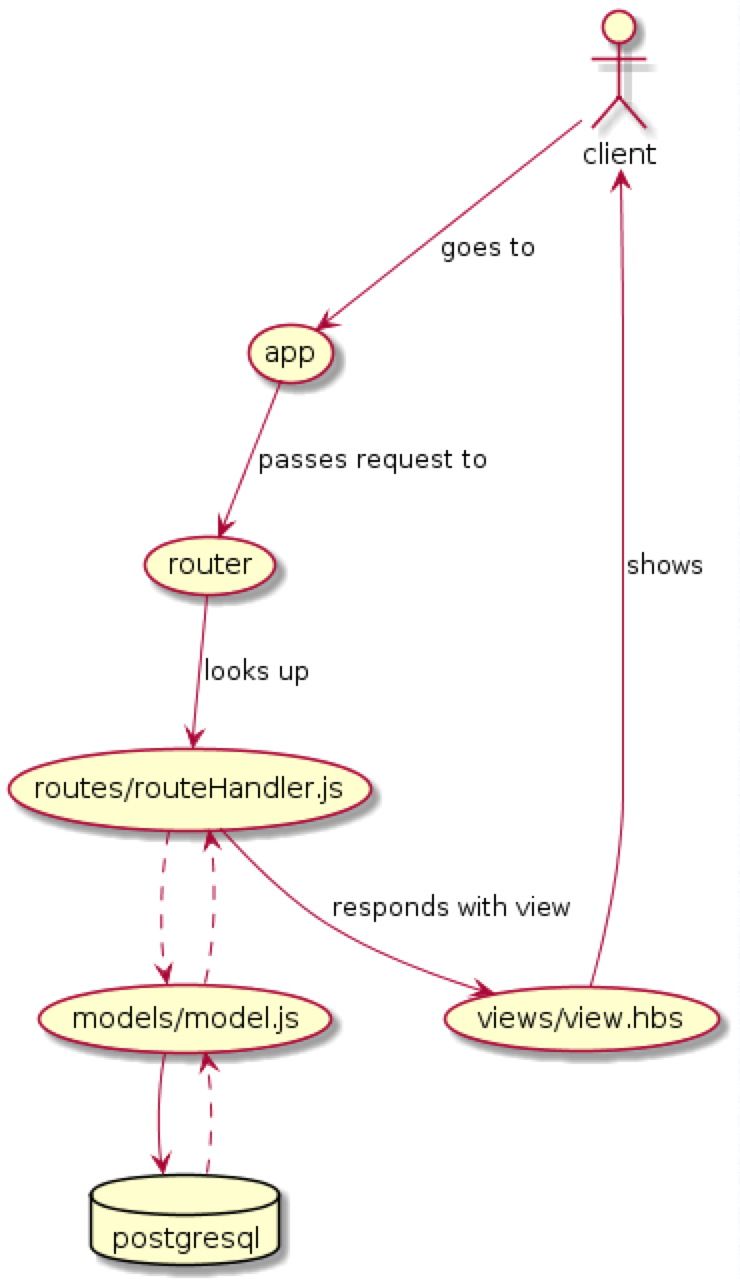 client
goes to
app
passes request to
router
shows
looks up
routes/routeHandler.js
responds with view
models/model.js
views/view.hbs
postgresql